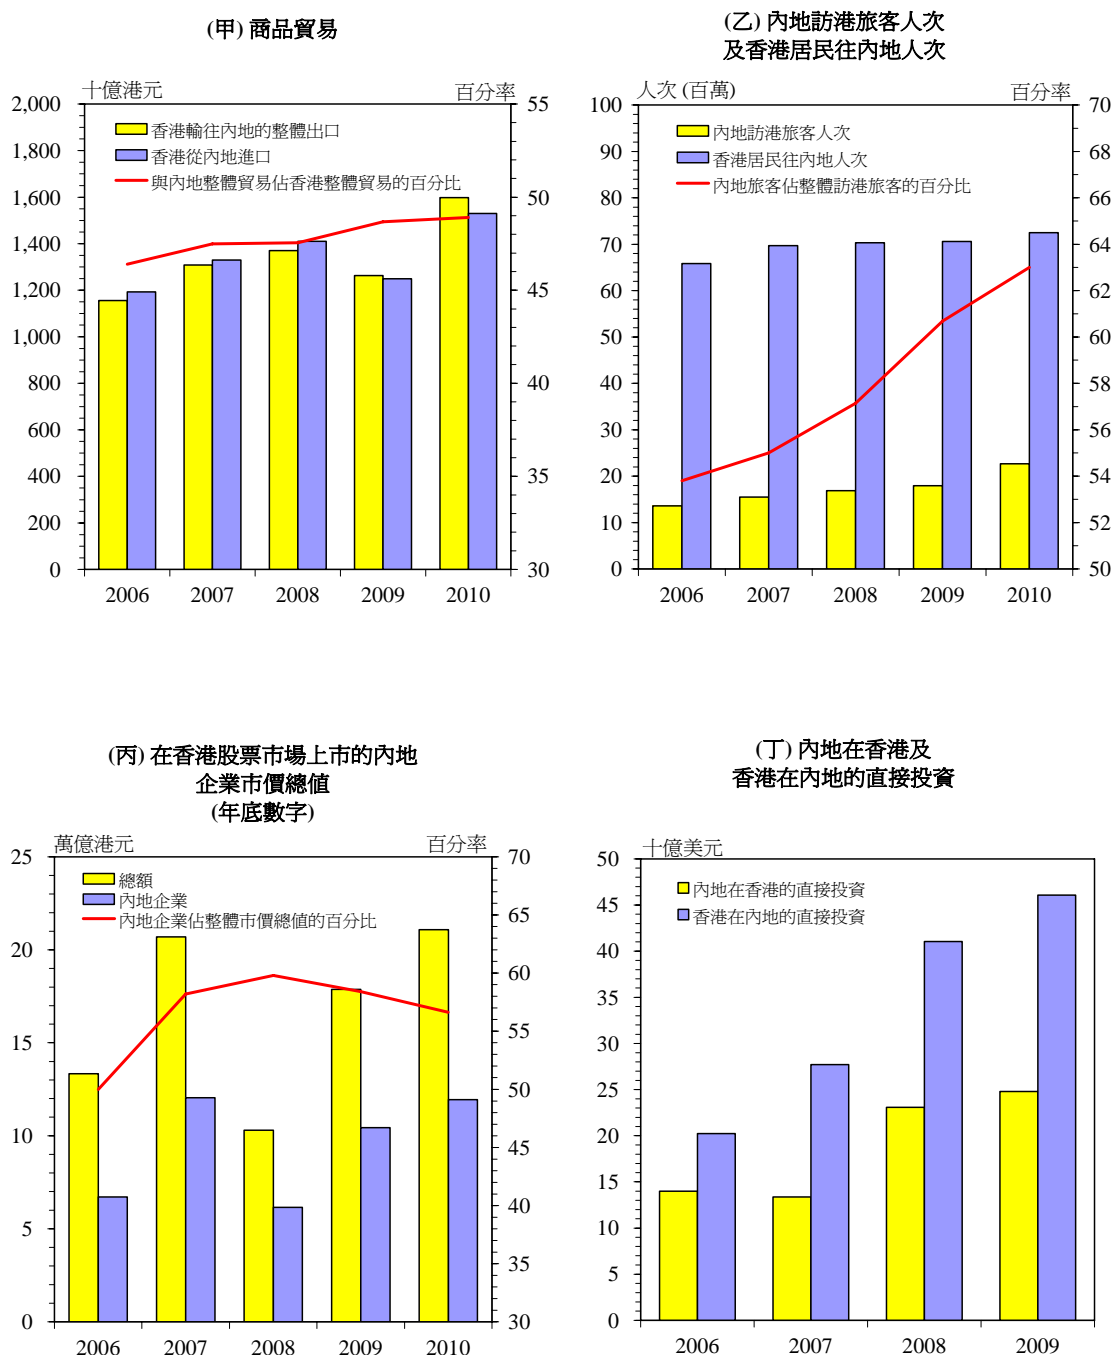 (甲) 商品貿易
十億港元
百分率
2,000
1,800
1,600
1,400
1,200
1,000
800
600
400
200
0
55
50
45
40
35
30
香港輸往內地的整體出口
香港從內地進口
與內地整體貿易佔香港整體貿易的百分比
2006 2007 2008 2009 2010
(乙) 內地訪港旅客人次
及香港居民往內地人次
人次 (百萬)
百分率
100
90
80
70
60
50
40
30
20
10
0
70
68
66
64
62
60
58
56
54
52
50
內地訪港旅客人次
香港居民往內地人次
內地旅客佔整體訪港旅客的百分比
2006 2007 2008 2009 2010
(丙) 在香港股票市場上市的內地
企業市價總值
(年底數字)
萬億港元
百分率
25
20
15
10
5
0
70
65
60
55
50
45
40
35
30
總額
內地企業
內地企業佔整體市價總值的百分比
2006 2007 2008 2009 2010
(丁) 內地在香港及
香港在內地的直接投資
十億美元
50
45
40
35
30
25
20
15
10
5
0
內地在香港的直接投資
香港在內地的直接投資
2006 2007 2008 2009